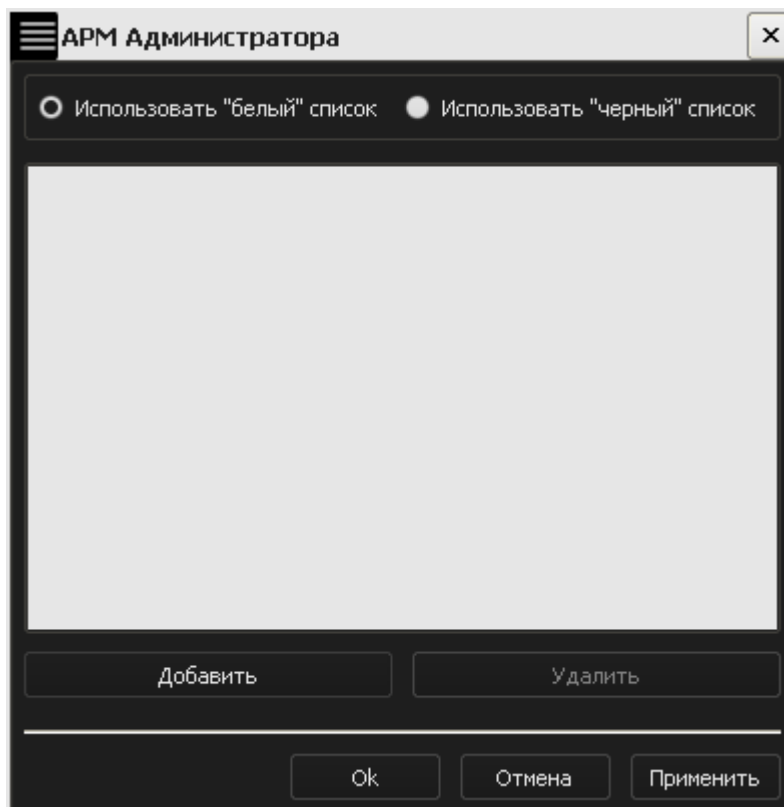 АРМ Администратора
Использовать "белый" список Использовать "черный" список
Добавить Удалить
Ok Отмена Применить